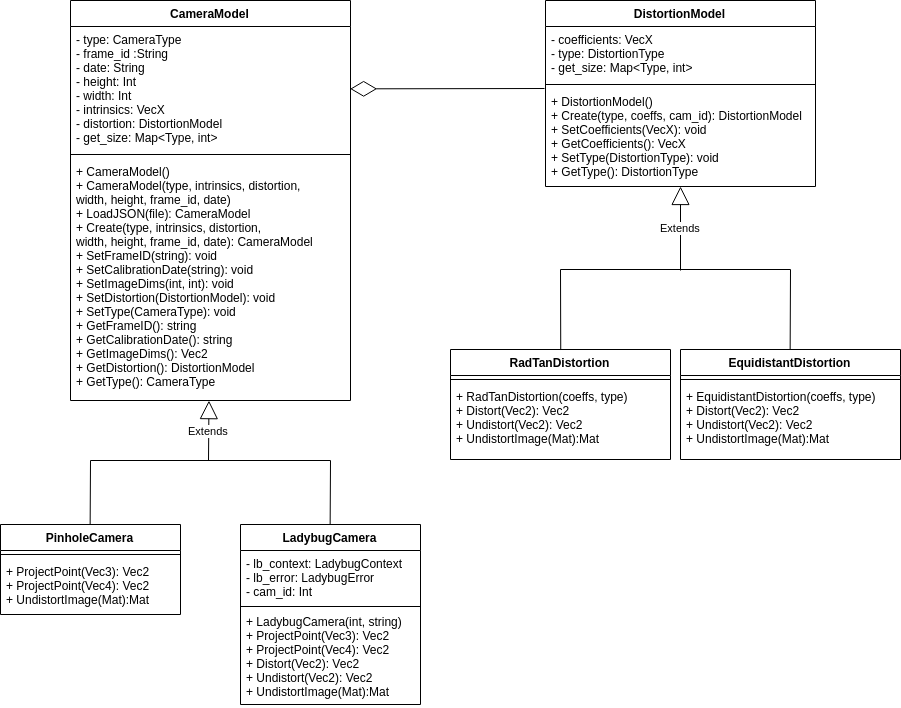 CameraModel
- type: CameraType
- frame_id :String
- date: String
- height: Int
- width: Int
- intrinsics: VecX
- distortion: DistortionModel
- get_size: Map<Type, int>
+ CameraModel()
+ CameraModel(type, intrinsics, distortion,
width, height, frame_id, date)
+ LoadJSON(file): CameraModel
+ Create(type, intrinsics, distortion,
width, height, frame_id, date): CameraModel
+ SetFrameID(string): void
+ SetCalibrationDate(string): void
+ SetImageDims(int, int): void
+ SetDistortion(DistortionModel): void
+ SetType(CameraType): void
+ GetFrameID(): string
+ GetCalibrationDate(): string
+ GetImageDims(): Vec2
+ GetDistortion(): DistortionModel
+ GetType(): CameraType
DistortionModel
- coefficients: VecX
- type: DistortionType
- get_size: Map<Type, int>
+ DistortionModel()
+ Create(type, coeffs, cam_id): DistortionModel
+ SetCoefficients(VecX): void
+ GetCoefficients(): VecX
+ SetType(DistortionType): void
+ GetType(): DistortionType
Extends
RadTanDistortion
+ RadTanDistortion(coeffs, type)
+ Distort(Vec2): Vec2
+ Undistort(Vec2): Vec2
+ UndistortImage(Mat):Mat
EquidistantDistortion
+ EquidistantDistortion(coeffs, type)
+ Distort(Vec2): Vec2
+ Undistort(Vec2): Vec2
+ UndistortImage(Mat):Mat
Extends
PinholeCamera
+ ProjectPoint(Vec3): Vec2
+ ProjectPoint(Vec4): Vec2
+ UndistortImage(Mat):Mat
LadybugCamera
- lb_context: LadybugContext
- lb_error: LadybugError
- cam_id: Int
+ LadybugCamera(int, string)
+ ProjectPoint(Vec3): Vec2
+ ProjectPoint(Vec4): Vec2
+ Distort(Vec2): Vec2
+ Undistort(Vec2): Vec2
+ UndistortImage(Mat):Mat